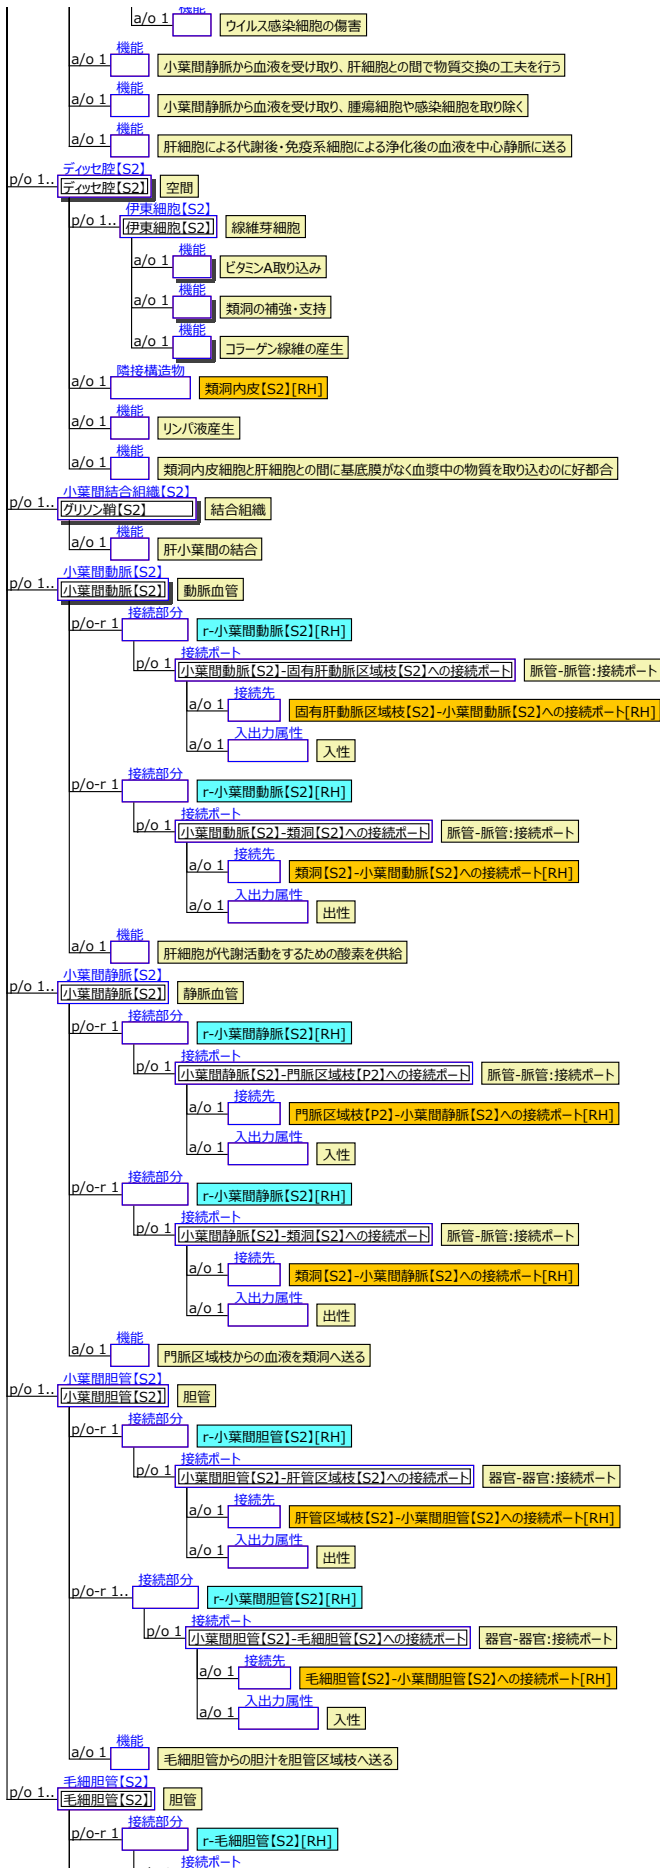 機能
a/o 1
ウイルス感染細胞の傷害
機能
a/o 1
小葉間静脈から血液を受け取り、肝細胞との間で物質交換の工夫を行う
機能
a/o 1
小葉間静脈から血液を受け取り、腫瘍細胞や感染細胞を取り除く
機能
a/o 1
肝細胞による代謝後・免疫系細胞による浄化後の血液を中心静脈に送る
ディッセ腔【S2】
p/o 1..
ディッセ腔【S2】
空間
伊東細胞【S2】
p/o 1..
伊東細胞【S2】
線維芽細胞
機能
a/o 1
ビタミンA取り込み
機能
a/o 1
類洞の補強・支持
機能
a/o 1
コラーゲン線維の産生
隣接構造物
a/o 1
類洞内皮【S2】[RH]
機能
a/o 1
リンパ液産生
機能
a/o 1
類洞内皮細胞と肝細胞との間に基底膜がなく血漿中の物質を取り込むのに好都合
小葉間結合組織【S2】
p/o 1..
グリソン鞘【S2】
結合組織
機能
a/o 1
肝小葉間の結合
小葉間動脈【S2】
p/o 1..
小葉間動脈【S2】
動脈血管
接続部分
p/o-r 1
r-小葉間動脈【S2】[RH]
接続ポート
p/o 1
小葉間動脈【S2】-固有肝動脈区域枝【S2】への接続ポート
脈管-脈管:接続ポート
接続先
a/o 1
固有肝動脈区域枝【S2】-小葉間動脈【S2】への接続ポート[RH]
入出力属性
a/o 1
入性
接続部分
p/o-r 1
r-小葉間動脈【S2】[RH]
接続ポート
p/o 1
小葉間動脈【S2】-類洞【S2】への接続ポート
脈管-脈管:接続ポート
接続先
a/o 1
類洞【S2】-小葉間動脈【S2】への接続ポート[RH]
入出力属性
a/o 1
出性
機能
a/o 1
肝細胞が代謝活動をするための酸素を供給
小葉間静脈【S2】
p/o 1..
小葉間静脈【S2】
静脈血管
接続部分
p/o-r 1
r-小葉間静脈【S2】[RH]
接続ポート
p/o 1
小葉間静脈【S2】-門脈区域枝【P2】への接続ポート
脈管-脈管:接続ポート
接続先
a/o 1
門脈区域枝【P2】-小葉間静脈【S2】への接続ポート[RH]
入出力属性
a/o 1
入性
接続部分
p/o-r 1
r-小葉間静脈【S2】[RH]
接続ポート
p/o 1
小葉間静脈【S2】-類洞【S2】への接続ポート
脈管-脈管:接続ポート
接続先
a/o 1
類洞【S2】-小葉間静脈【S2】への接続ポート[RH]
入出力属性
a/o 1
出性
機能
a/o 1
門脈区域枝からの血液を類洞へ送る
小葉間胆管【S2】
p/o 1..
小葉間胆管【S2】
胆管
接続部分
p/o-r 1
r-小葉間胆管【S2】[RH]
接続ポート
p/o 1
小葉間胆管【S2】-肝管区域枝【S2】への接続ポート
器官-器官:接続ポート
接続先
a/o 1
肝管区域枝【S2】-小葉間胆管【S2】への接続ポート[RH]
入出力属性
a/o 1
出性
接続部分
p/o-r 1..
r-小葉間胆管【S2】[RH]
接続ポート
p/o 1
小葉間胆管【S2】-毛細胆管【S2】への接続ポート
器官-器官:接続ポート
接続先
a/o 1
毛細胆管【S2】-小葉間胆管【S2】への接続ポート[RH]
入出力属性
a/o 1
入性
機能
a/o 1
毛細胆管からの胆汁を胆管区域枝へ送る
毛細胆管【S2】
p/o 1..
毛細胆管【S2】
胆管
接続部分
p/o-r 1
r-毛細胆管【S2】[RH]
接続ポート